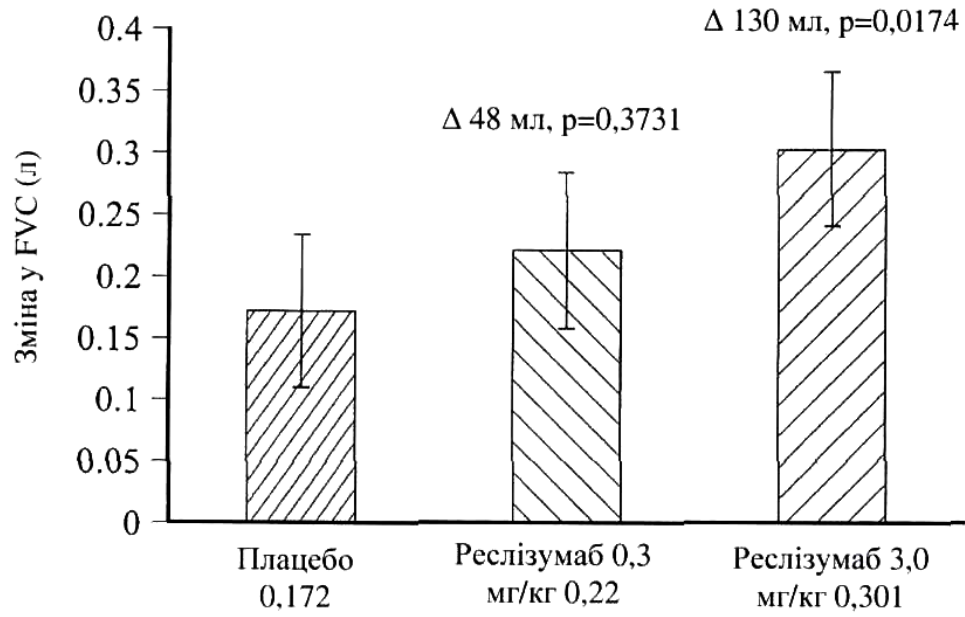 Δ 130 мл, p=0,0174
Δ 48 мл, p=0,3731
Зміна у FVC (л)
0.4
0.35
0.3
0.25
0.2
0.15
0.1
0.05
0
Плацебо
0,172
Реслізумаб 0,3
мг/кг 0,22
Реслізумаб 3,0
мг/кг 0,301